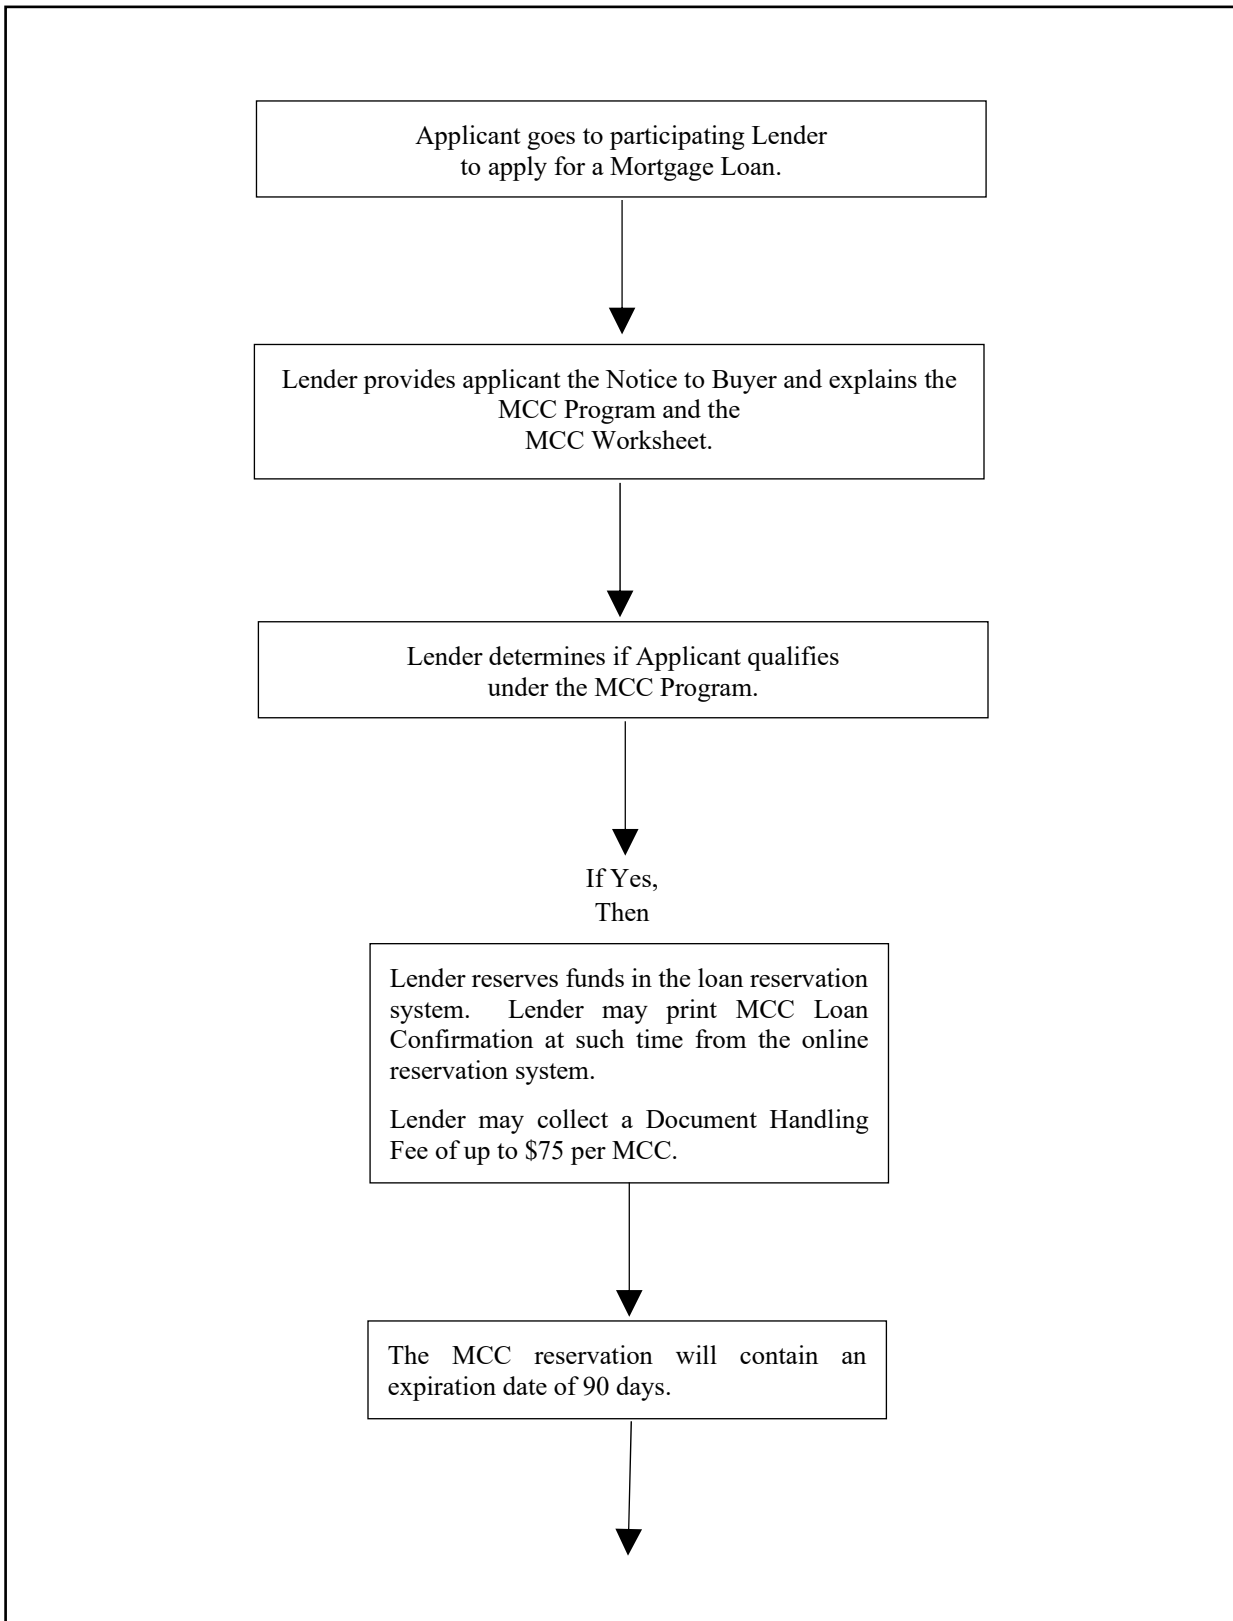 Applicant goes to participating Lender
to apply for a Mortgage Loan.
Lender provides applicant the Notice to Buyer and explains the
MCC Program and the
MCC Worksheet.
Lender determines if Applicant qualifies
under the MCC Program.
If Yes,
Then
Lender reserves funds in the loan reservation
system. Lender may print MCC Loan
Confirmation at such time from the online
reservation system.
Lender may collect a Document Handling
Fee of up to $75 per MCC.
The MCC reservation will contain an
expiration date of 90 days.